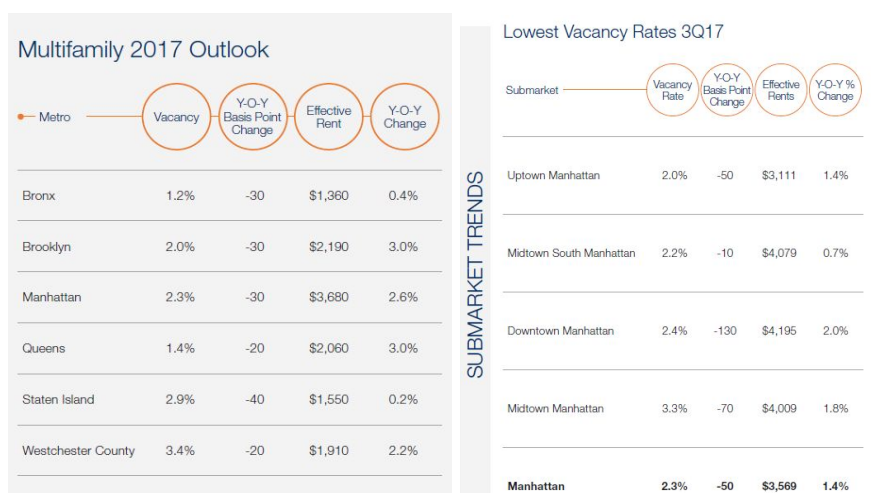 Multifamily 2017 Outlook
Metro Vacancy Y-O-Y Basis Point Change Effective Rent Y-O-Y Change
Bronx 1.2% -30 $1,360 0.4%
Brooklyn 2.0% -30 $2,190 3.0%
Manhattan 2.3% -30 $3,680 2.6%
Queens 1.4% -20 $2,060 3.0%
Staten Island 2.9% -40 $1,550 0.2%
Westchester County 3.4% -20 $1,910 2.2%
SUBMARKET TRENDS
Lowest Vacancy Rates 3Q17
Submarket Vacancy Rate Y-O-Y Basis Point Change Effective Rents Y-O-Y % Change
Uptown Manhattan 2.0% -50 $3,111 1.4%
Midtown South Manhattan 2.2% -10 $4,079 0.7%
Downtown Manhattan 2.4% -130 $4,195 2.0%
Midtown Manhattan 3.3% -70 $4,009 1.8%
Manhattan 2.3% -50 $3,569 1.4%